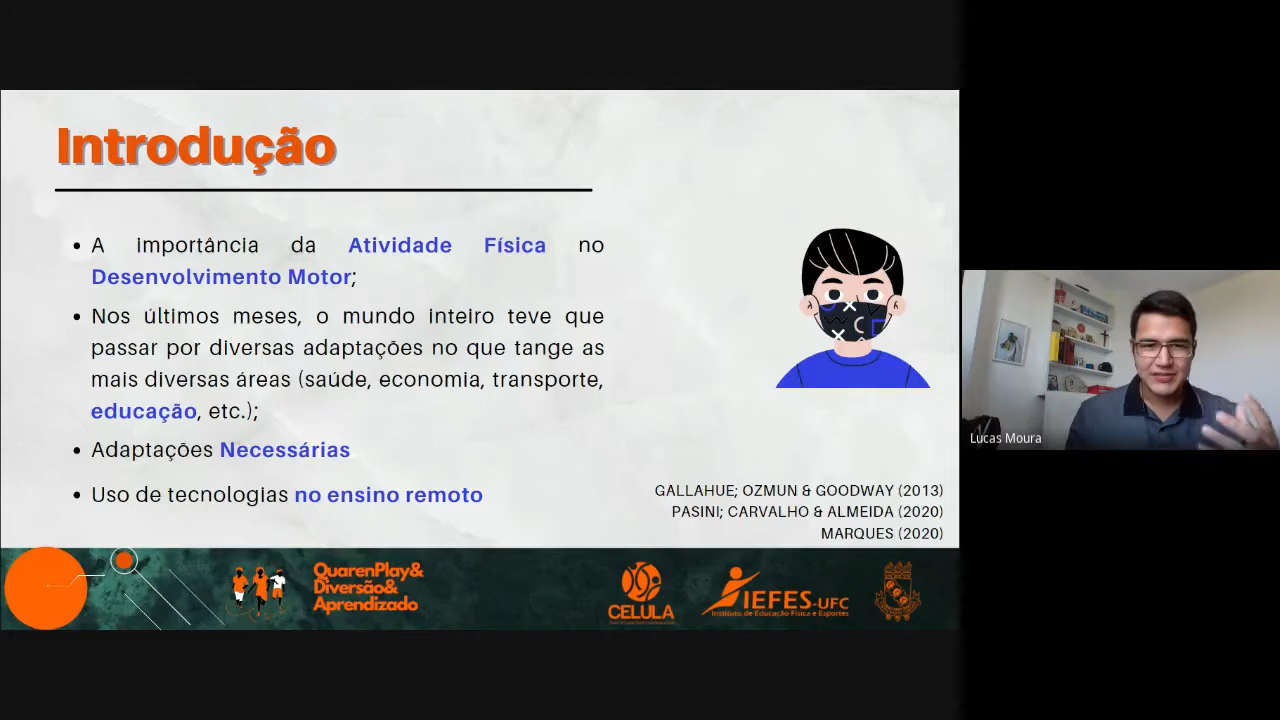 Introdução
• A importância da Atividade Física no
Desenvolvimento Motor;
• Nos últimos meses, o mundo inteiro teve que
passar por diversas adaptações no que tange as
mais diversas áreas (saúde, economia, transporte,
educação, etc.);
• Adaptações Necessárias
• Uso de tecnologias no ensino remoto
GALLAHUE; OZMUN & GOODWAY (2013)
PASINI; CARVALHO & ALMEIDA (2020)
MARQUES (2020)
QuarenPlay&
Diversão&
Aprendizado
CELULA
IEFES-UFC
Instituto de Educação Física e Esportes
Lucas Moura